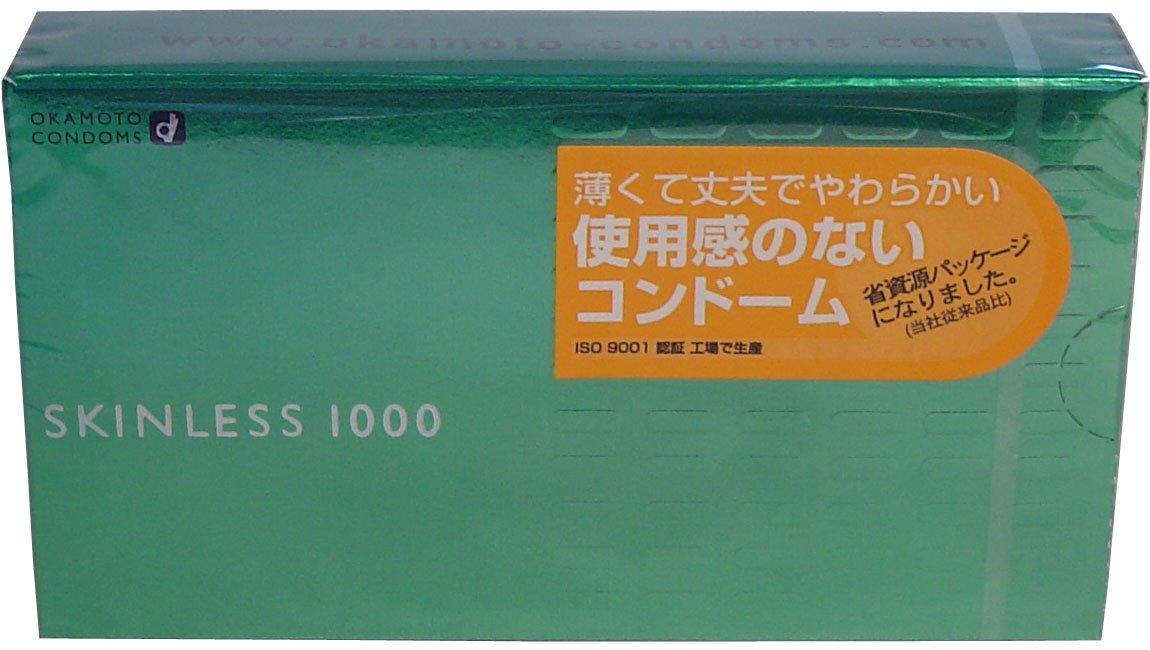 www.okamoto-condoms.com
OKAMOTO
CONDOMS
薄くて丈夫でやわらかい
使用感のない
コンドーム
省資源パッケージ
になりました。
(当社従来品比)
ISO 9001 認証 工場で生産
SKINLESS 1000